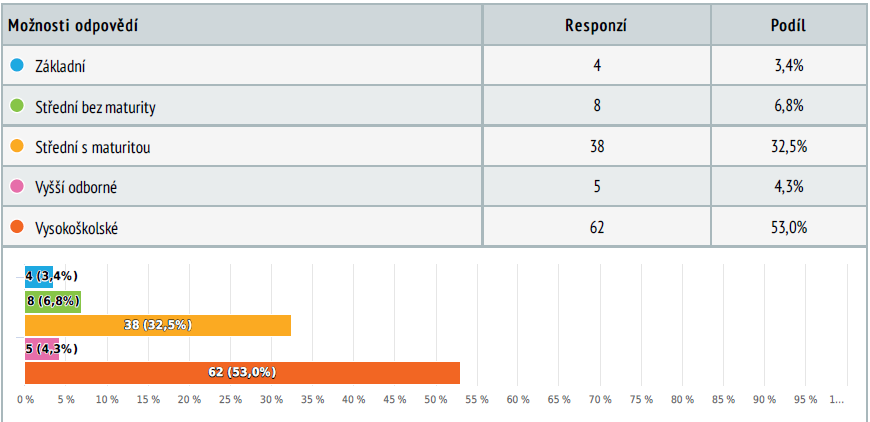 Možnosti odpovědí Responzí Podíl
Základní 4 3,4%
Střední bez maturity 8 6,8%
Střední s maturitou 38 32,5%
Vyšší odborné 5 4,3%
Vysokoškolské 62 53,0%
4 (3,4%)
8 (6,8%)
38 (32,5%)
5 (4,3%)
62 (53,0%)
0 % 5 % 10 % 15 % 20 % 25 % 30 % 35 % 40 % 45 % 50 % 55 % 60 % 65 % 70 % 75 % 80 % 85 % 90 % 95 % 1...